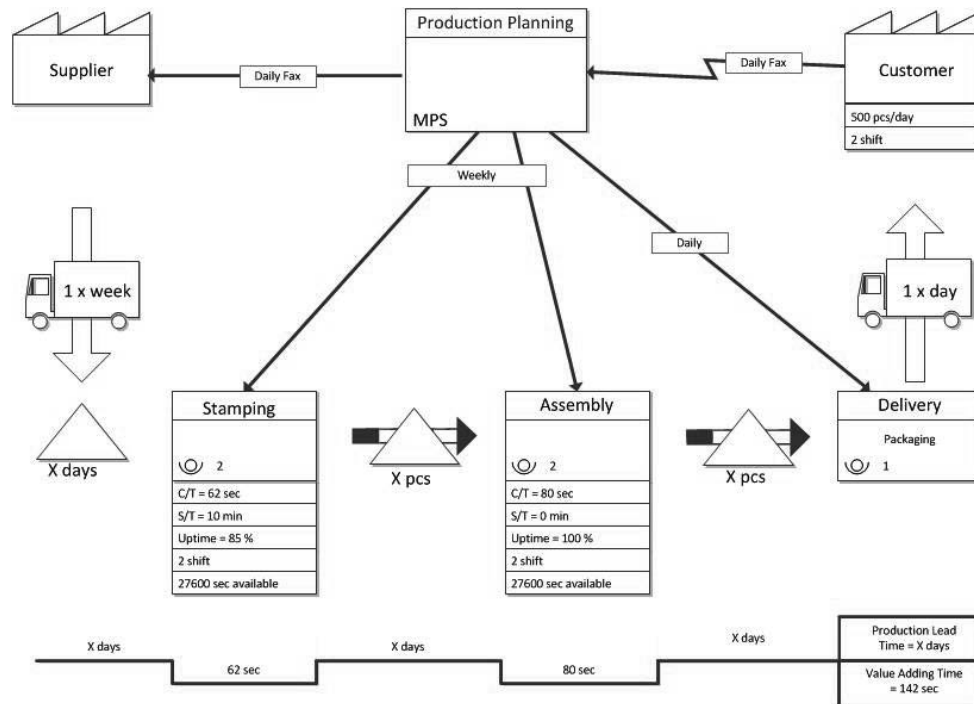 Production Planning
Supplier
Daily Fax
Daily Fax
Customer
MPS
500 pcs/day
2 shift
Weekly
Daily
1 x week
1 x day
Stamping
Assembly
Delivery
Packaging
2
2
1
X days
X pcs
X pcs
C/T = 62 sec
S/T = 10 min
Uptime = 85 %
2 shift
27600 sec available
C/T = 80 sec
S/T = 0 min
Uptime = 100 %
2 shift
27600 sec available
X days
62 sec
X days
80 sec
X days
Production Lead
Time = X days
Value Adding Time
= 142 sec